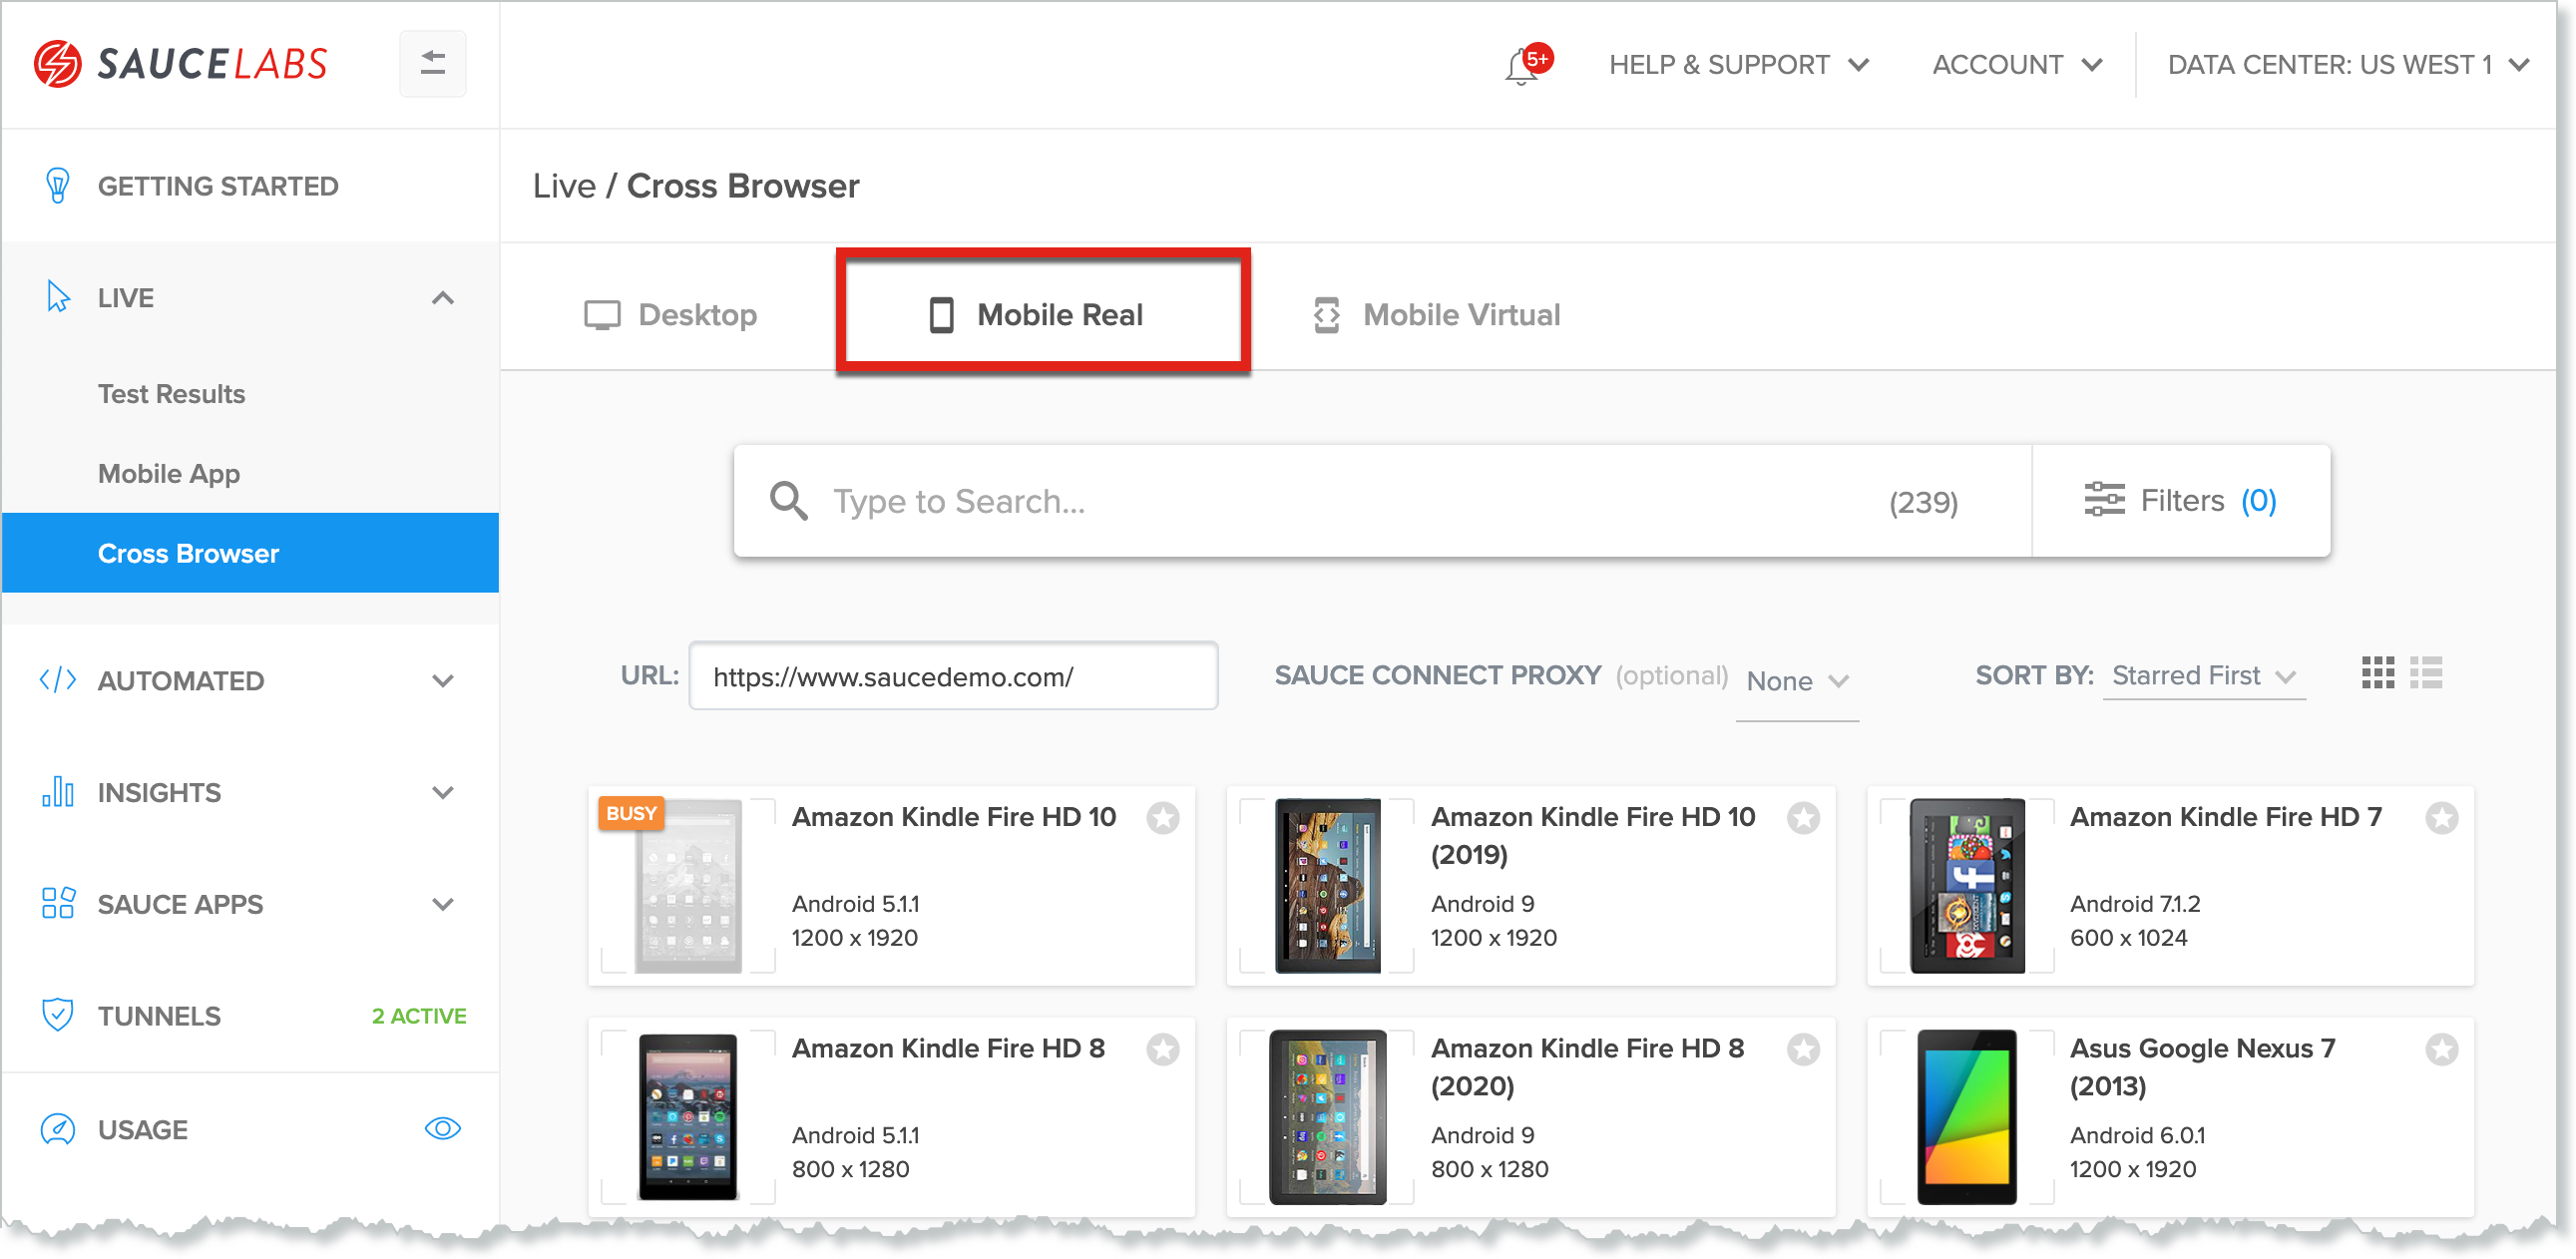 SAUCELABS
5+
HELP & SUPPORT
ACCOUNT
DATA CENTER: US WEST 1
GETTING STARTED
LIVE
Test Results
Mobile App
Cross Browser
AUTOMATED
INSIGHTS
SAUCE APPS
TUNNELS
2 ACTIVE
USAGE
Live / Cross Browser
Desktop
Mobile Real
Mobile Virtual
Type to Search...
(239)
Filters (0)
URL:
https://www.saucedemo.com/
SAUCE CONNECT PROXY (optional)
None
SORT BY:
Starred First
BUSY
Amazon Kindle Fire HD 10
Android 5.1.1
1200 x 1920
Amazon Kindle Fire HD 10
(2019)
Android 9
1200 x 1920
Amazon Kindle Fire HD 7
Android 7.1.2
600 x 1024
Amazon Kindle Fire HD 8
Android 5.1.1
800 x 1280
Amazon Kindle Fire HD 8
(2020)
Android 9
800 x 1280
Asus Google Nexus 7
(2013)
Android 6.0.1
1200 x 1920